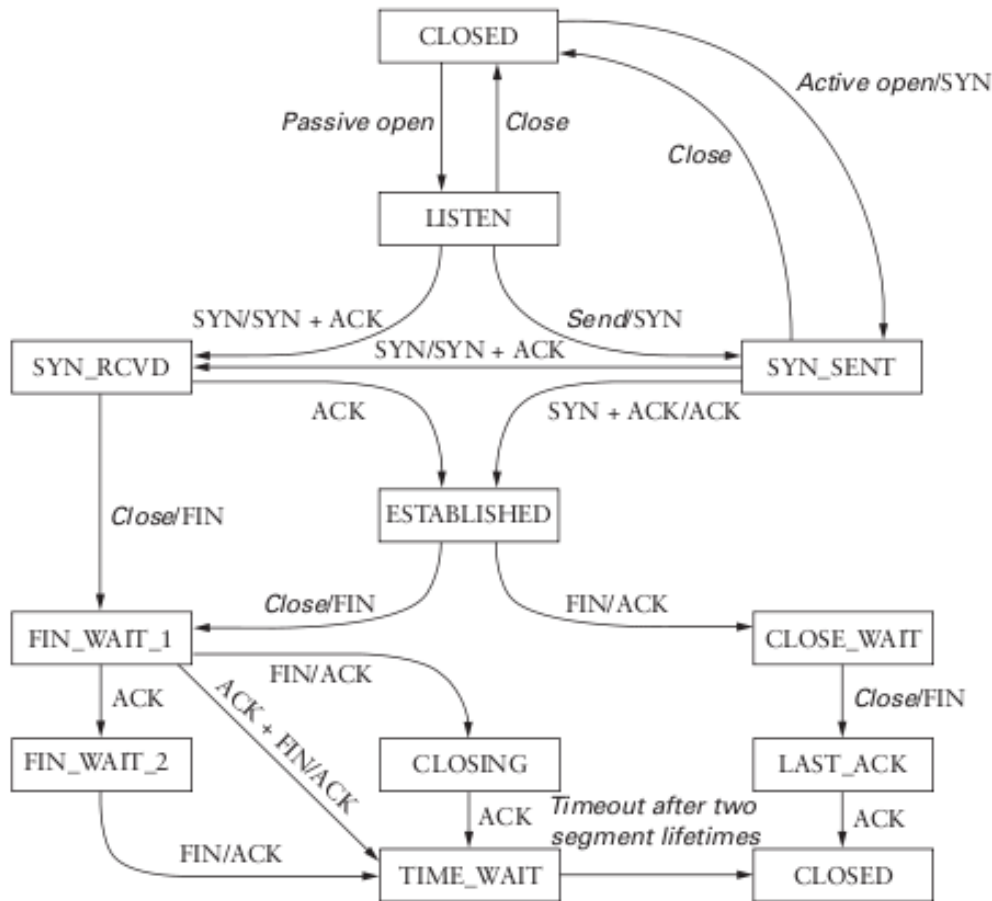 CLOSED
Active open/SYN
Passive open
Close
Close
LISTEN
SYN/SYN + ACK
Send/SYN
SYN/SYN + ACK
SYN_RCVD
SYN_SENT
ACK
SYN + ACK/ACK
ESTABLISHED
Close/FIN
Close/FIN
FIN/ACK
FIN_WAIT_1
CLOSE_WAIT
FIN/ACK
ACK
ACK + FIN/ACK
Close/FIN
FIN_WAIT_2
CLOSING
LAST_ACK
ACK
Timeout after two
segment lifetimes
ACK
FIN/ACK
TIME_WAIT
CLOSED